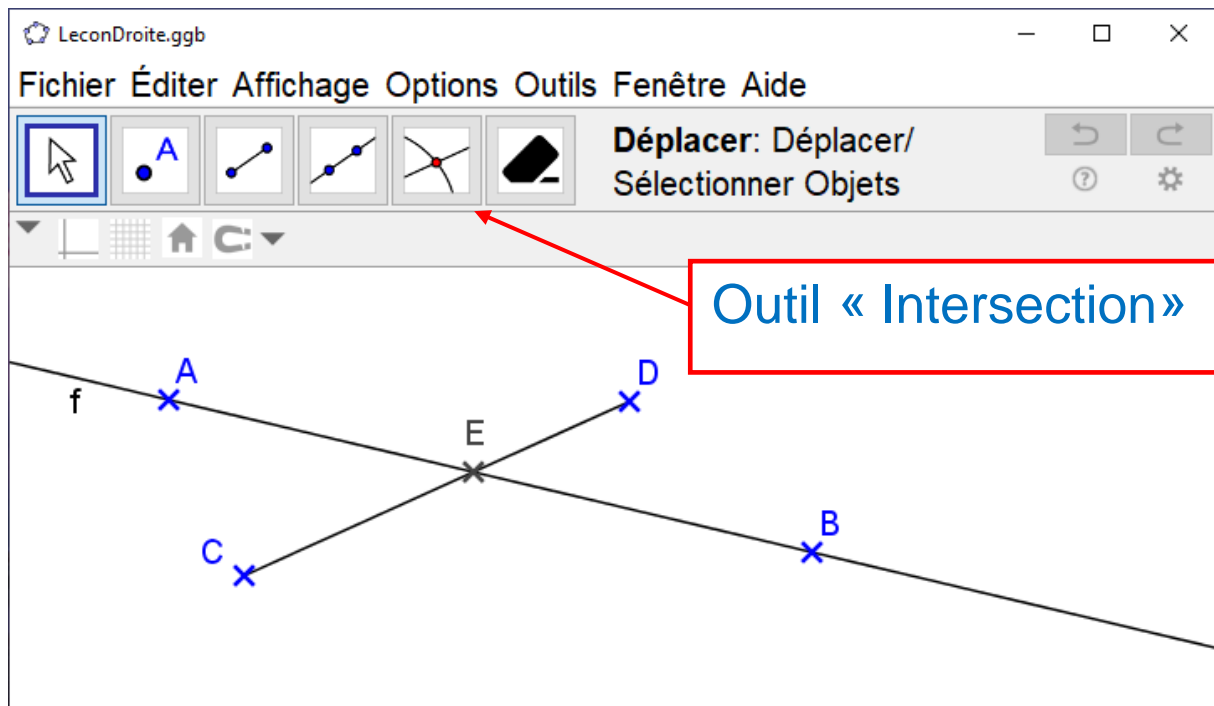 LeconDroite.ggb
Fichier Éditer Affichage Options Outils Fenêtre Aide
A
Déplacer: Déplacer/
Sélectionner Objets
Outil « Intersection»
A
D
f
E
B
C